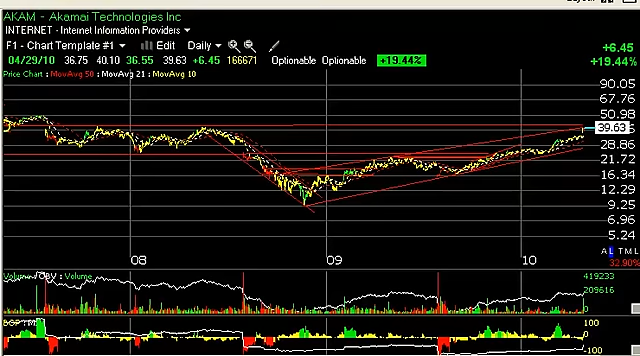 AKAM - Akamai Technologies Inc
INTERNET - Internet Information Providers
F1 - Chart Template #1 Edit Daily
+6.45
04/29/10 36.75 40.10 36.55 39.63 +6.45 166671 Optionable Optionable +19.44%
+19.44%
Price Chart : MovAvg 50 : MovAvg 21 : MovAvg 10
90.05
67.76
50.98
39.63
28.86
21.72
16.34
12.29
9.25
6.96
5.24
A L T M L
08 09 10
32.90%
Volume : OBV : Volume
419233
209616
BOP :
100
0
-100